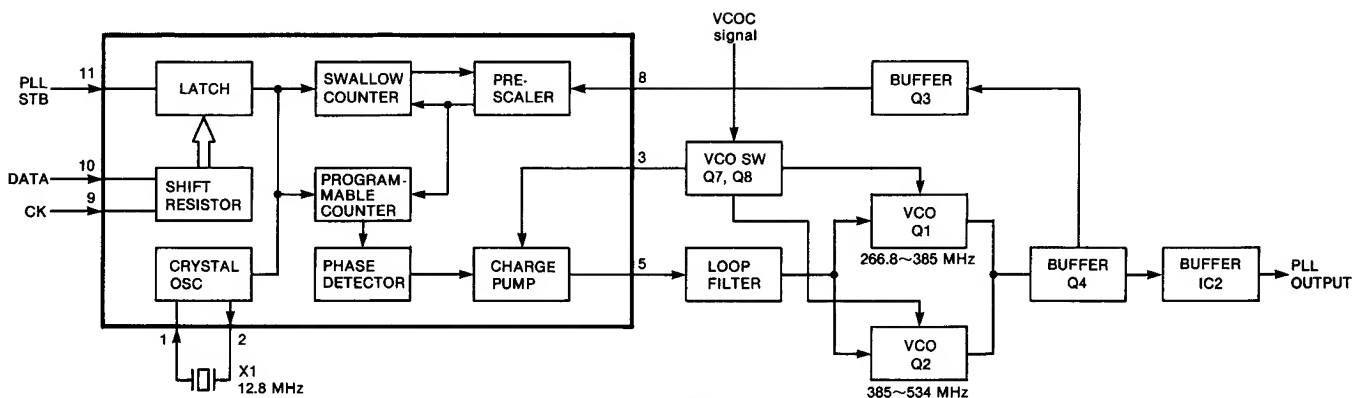 VCOC
signal
PLL
STB
11
LATCH
SWALLOW
COUNTER
PRE-
SCALER
8
BUFFER
Q3
DATA
10
CK
9
SHIFT
RESISTOR
PROGRAM-
MABLE
COUNTER
3
VCO SW
Q7, Q8
VCO
Q1
266.8~385 MHz
CRYSTAL
OSC
PHASE
DETECTOR
CHARGE
PUMP
5
LOOP
FILTER
BUFFER
Q4
BUFFER
IC2
PLL
OUTPUT
VCO
Q2
385~534 MHz
1
2
X1
12.8 MHz